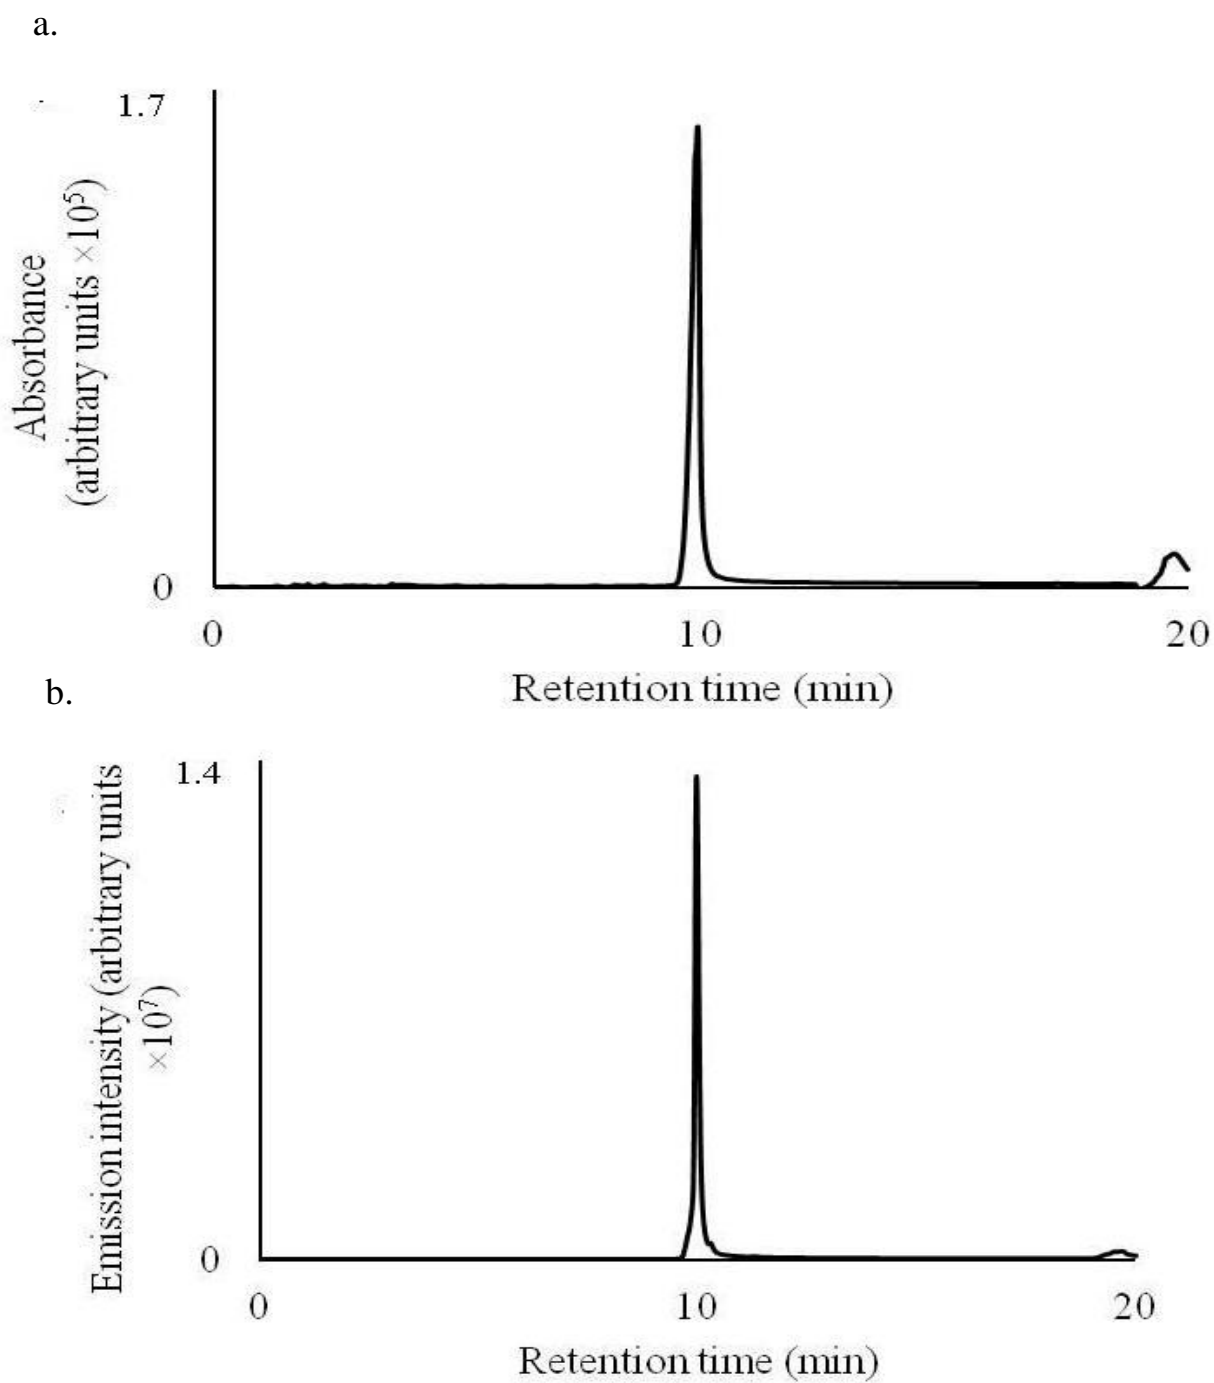 a.
1.7
Absorbance
(arbitrary units ×10⁵)
0
0 10 20
Retention time (min)
b.
1.4
Emission intensity (arbitrary units
×10⁷)
0
0 10 20
Retention time (min)